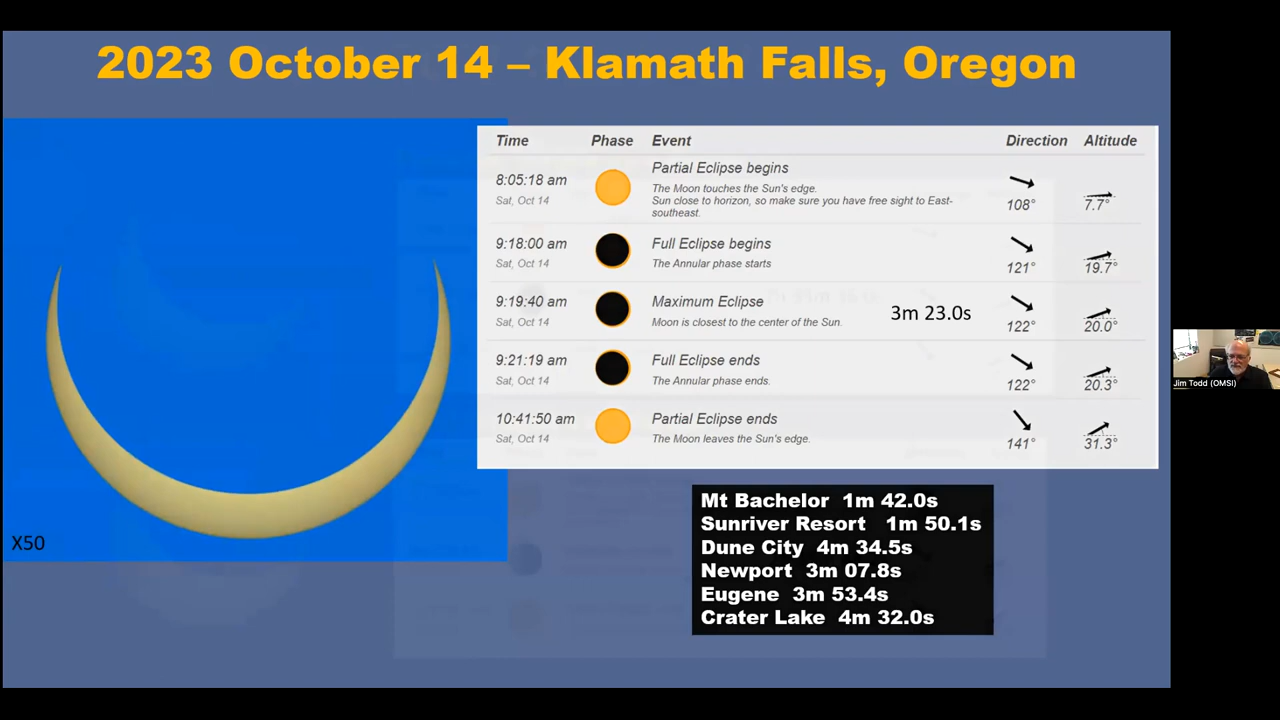 2023 October 14 – Klamath Falls, Oregon
Time Phase Event Direction Altitude
8:05:18 am
Sat, Oct 14
Partial Eclipse begins
The Moon touches the Sun's edge.
Sun close to horizon, so make sure you have free sight to East-
southeast.
108°
7.7°
9:18:00 am
Sat, Oct 14
Full Eclipse begins
The Annular phase starts
121°
19.7°
9:19:40 am
Sat, Oct 14
Maximum Eclipse
Moon is closest to the center of the Sun.
3m 23.0s
122°
20.0°
9:21:19 am
Sat, Oct 14
Full Eclipse ends
The Annular phase ends.
122°
20.3°
10:41:50 am
Sat, Oct 14
Partial Eclipse ends
The Moon leaves the Sun's edge.
141°
31.3°
X50
Mt Bachelor 1m 42.0s
Sunriver Resort 1m 50.1s
Dune City 4m 34.5s
Newport 3m 07.8s
Eugene 3m 53.4s
Crater Lake 4m 32.0s
Jim Todd (OMSI)